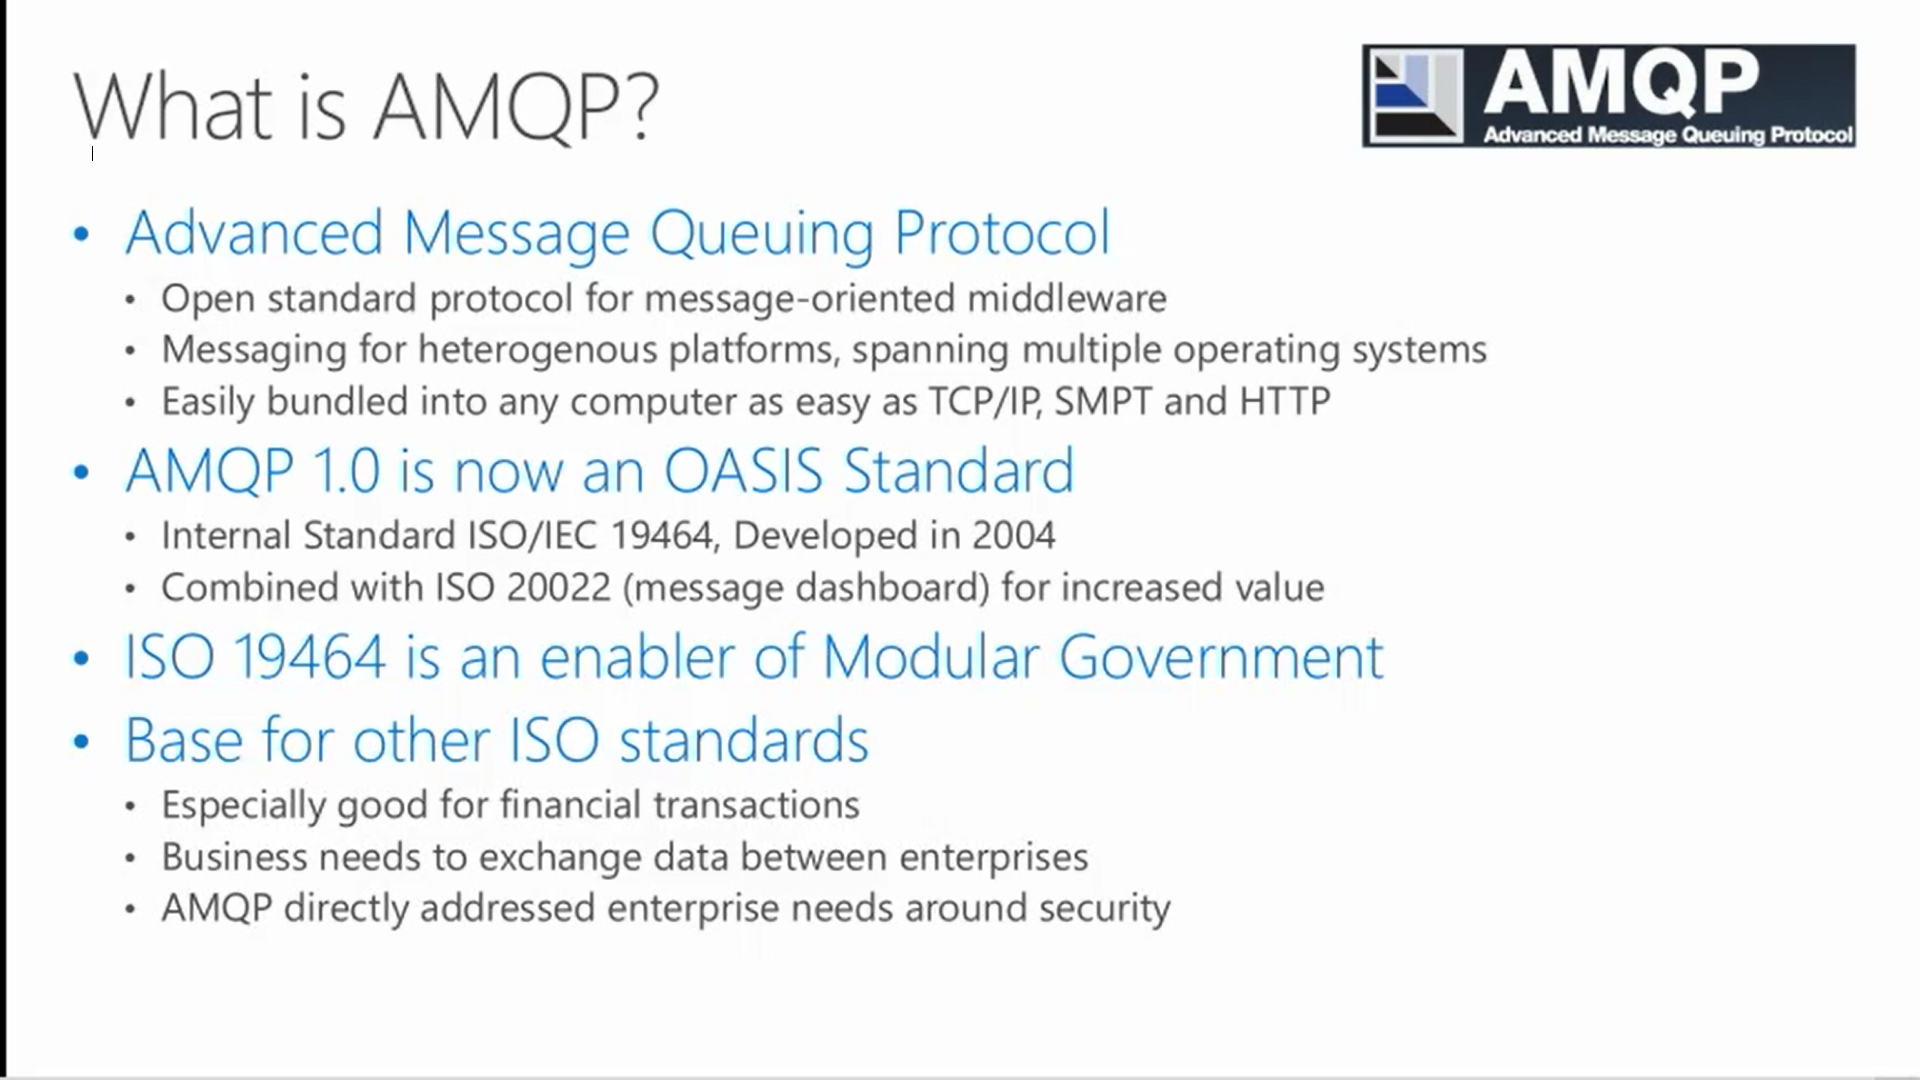 What is AMQP?
AMQP
Advanced Message Queuing Protocol
• Advanced Message Queuing Protocol
• Open standard protocol for message-oriented middleware
• Messaging for heterogenous platforms, spanning multiple operating systems
• Easily bundled into any computer as easy as TCP/IP, SMPT and HTTP
• AMQP 1.0 is now an OASIS Standard
• Internal Standard ISO/IEC 19464, Developed in 2004
• Combined with ISO 20022 (message dashboard) for increased value
• ISO 19464 is an enabler of Modular Government
• Base for other ISO standards
• Especially good for financial transactions
• Business needs to exchange data between enterprises
• AMQP directly addressed enterprise needs around security